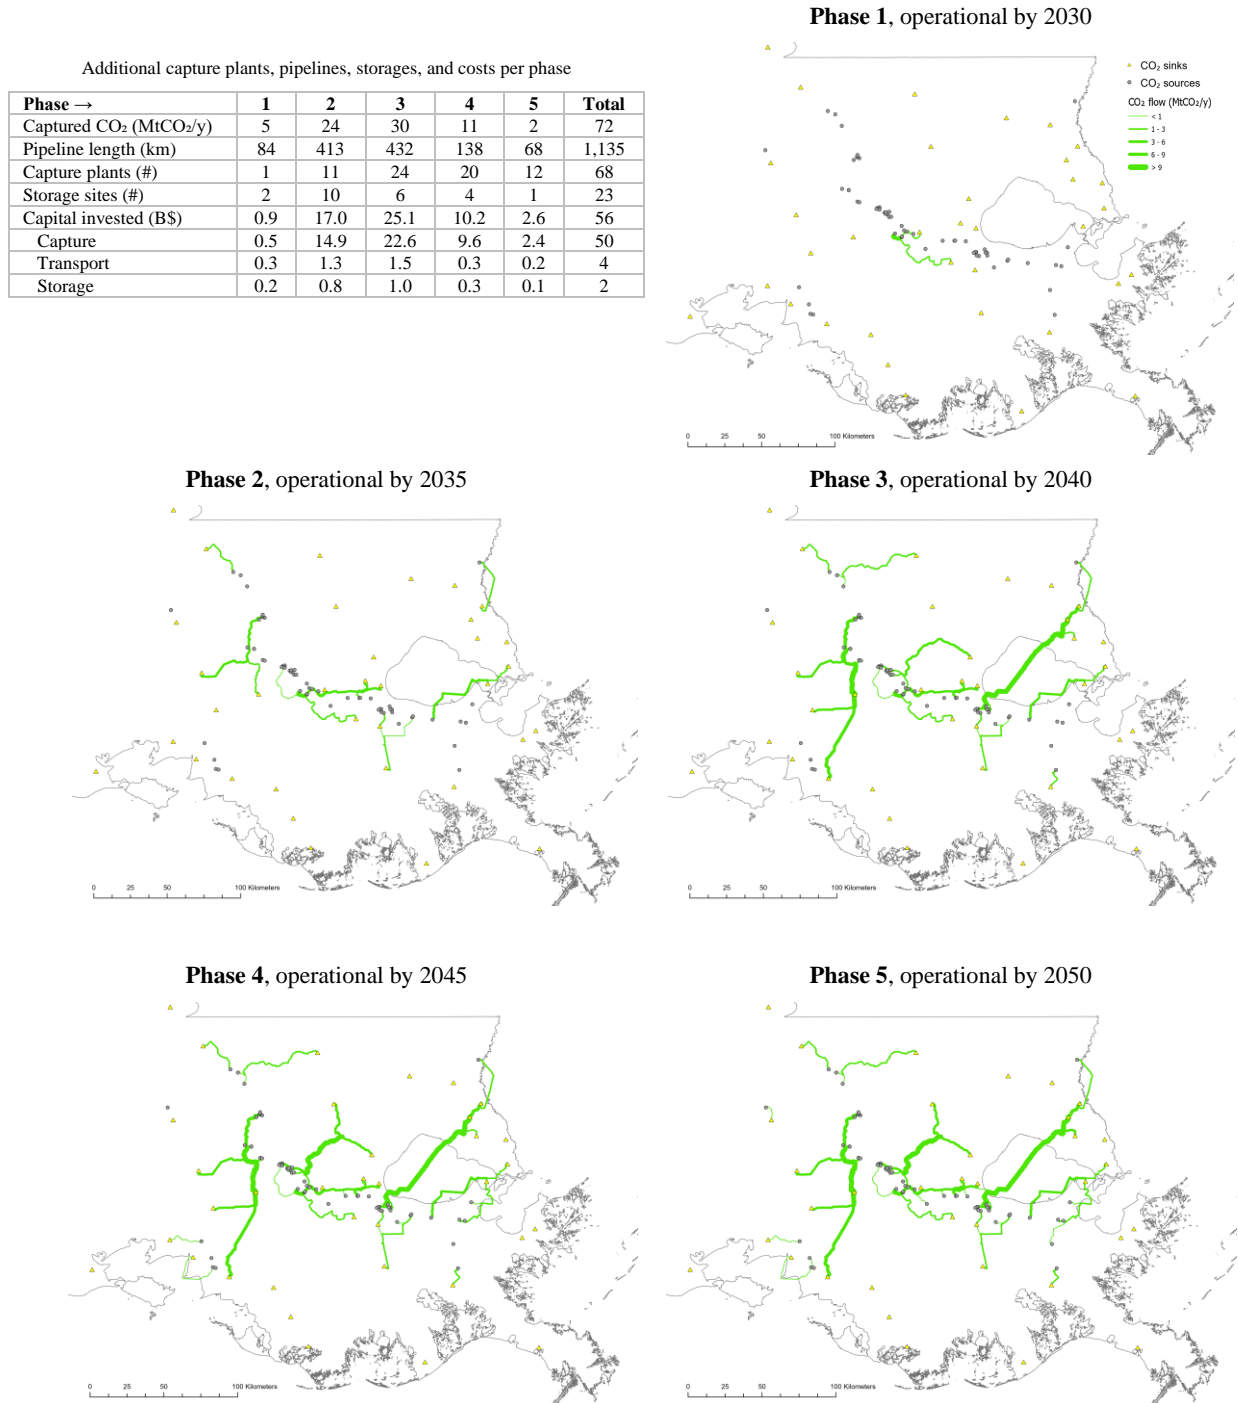 Phase 1, operational by 2030
Additional capture plants, pipelines, storages, and costs per phase
Phase → 1 2 3 4 5 Total
Captured CO₂ (MtCO₂/y) 5 24 30 11 2 72
Pipeline length (km) 84 413 432 138 68 1,135
Capture plants (#) 1 11 24 20 12 68
Storage sites (#) 2 10 6 4 1 23
Capital invested (B$) 0.9 17.0 25.1 10.2 2.6 56
Capture 0.5 14.9 22.6 9.6 2.4 50
Transport 0.3 1.3 1.5 0.3 0.2 4
Storage 0.2 0.8 1.0 0.3 0.1 2
CO₂ sinks
CO₂ sources
CO₂ flow (MtCO₂/y)
< 1
1 - 3
3 - 6
6 - 9
> 9
0 25 50 100 Kilometers
Phase 2, operational by 2035
0 25 50 100 Kilometers
Phase 3, operational by 2040
0 25 50 100 Kilometers
Phase 4, operational by 2045
0 25 50 100 Kilometers
Phase 5, operational by 2050
0 25 50 100 Kilometers